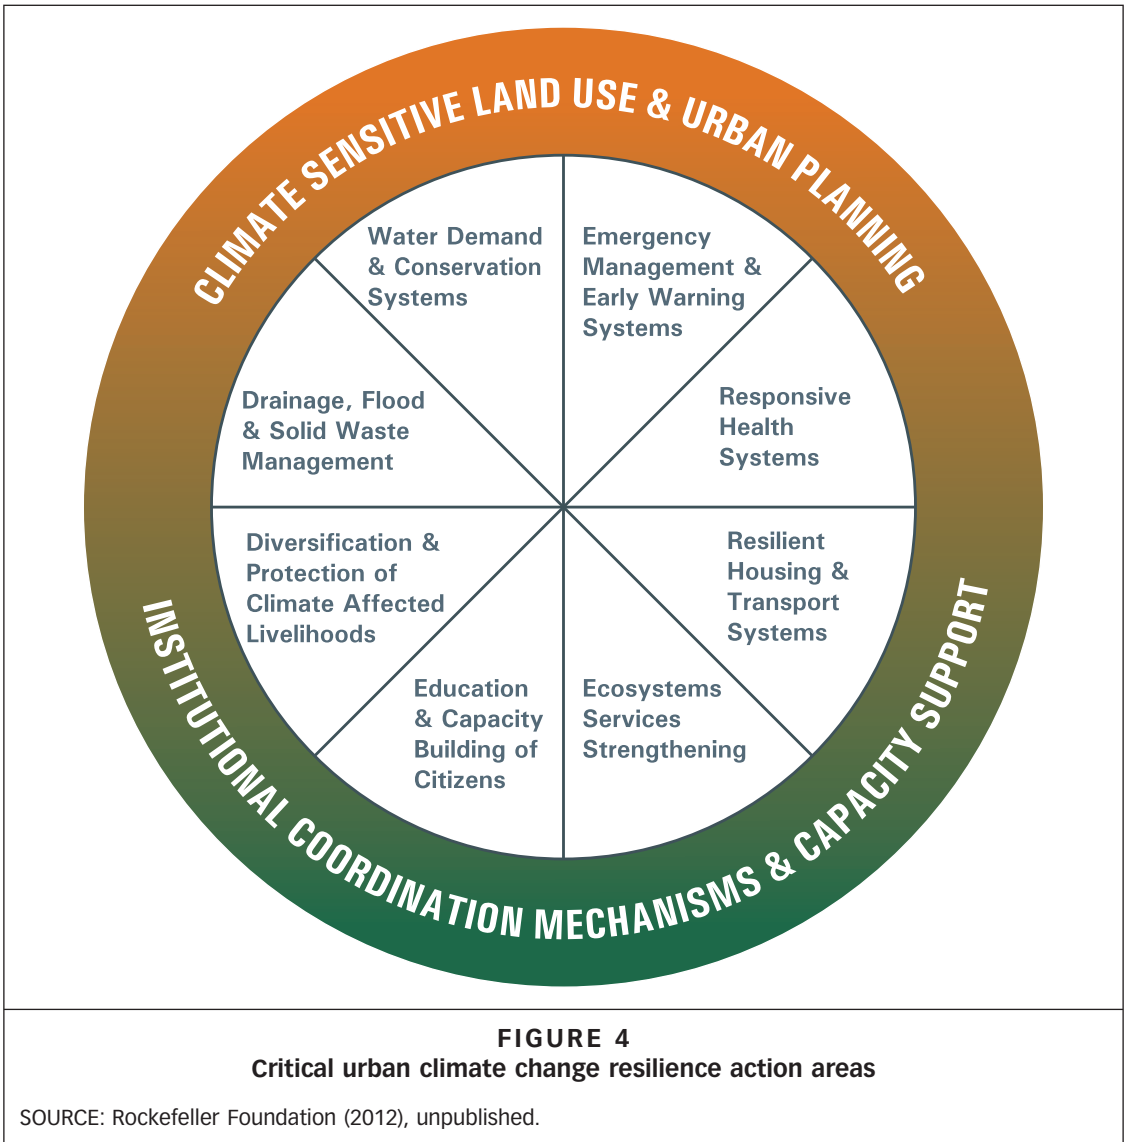 CLIMATE SENSITIVE LAND USE & URBAN PLANNING
Water Demand
& Conservation
Systems
Emergency
Management &
Early Warning
Systems
Responsive
Health
Systems
Resilient
Housing &
Transport
Systems
Ecosystems
Services
Strengthening
Education
& Capacity
Building of
Citizens
Diversification &
Protection of
Climate Affected
Livelihoods
Drainage, Flood
& Solid Waste
Management
INSTITUTIONAL COORDINATION MECHANISMS & CAPACITY SUPPORT
FIGURE 4
Critical urban climate change resilience action areas
SOURCE: Rockefeller Foundation (2012), unpublished.